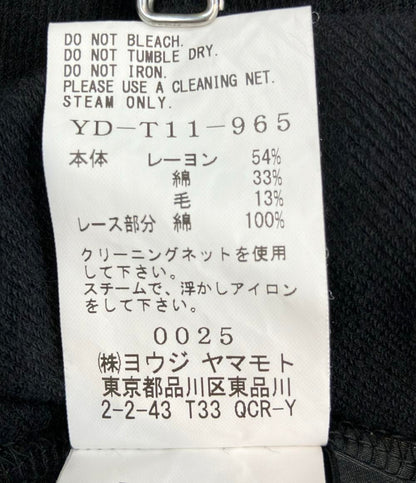 DO NOT BLEACH.
DO NOT TUMBLE DRY.
DO NOT IRON.
PLEASE USE A CLEANING NET.
STEAM ONLY.
YD-T11-965
本体 レーヨン 54%
綿 33%
毛 13%
レース部分 綿 100%
クリーニングネットを使用
して下さい。
スチームで、浮かしアイロン
をして下さい。
0025
㈱ヨウジ ヤマモト
東京都品川区東品川
2-2-43 T33 QCR-Y